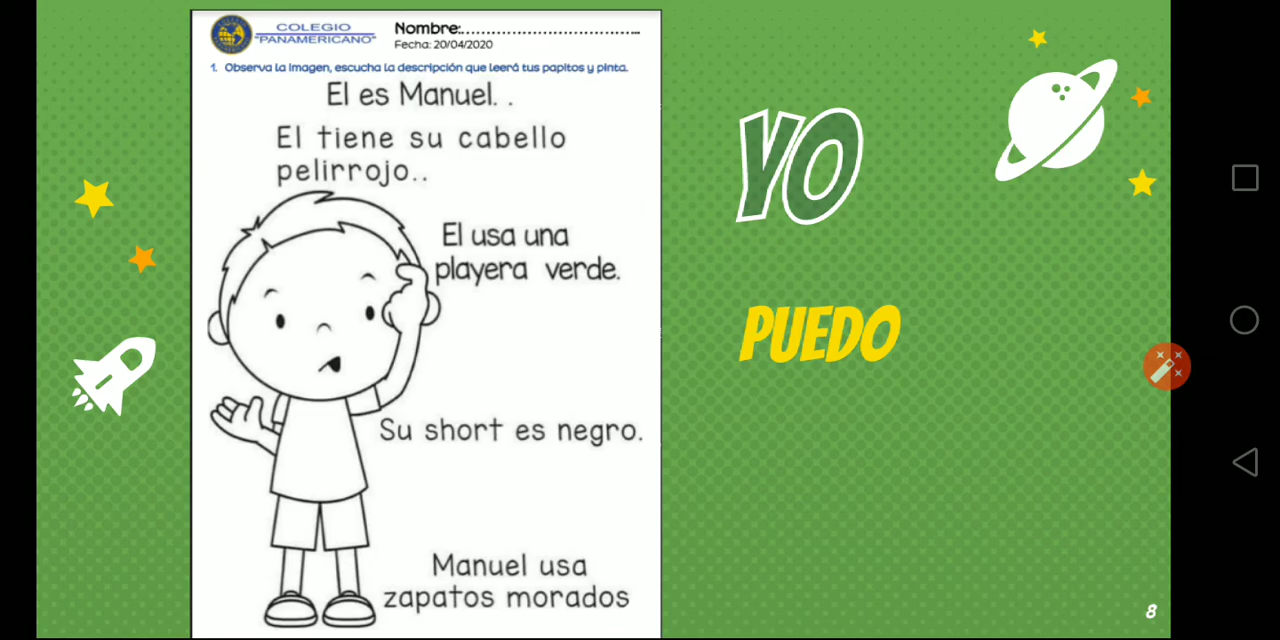 COLEGIO
"PANAMERICANO"
Nombre:...................................
Fecha: 20/04/2020
1. Observa la imagen, escucha la descripción que leerá tus papitos y pinta.
El es Manuel. .
El tiene su cabello
pelirrojo..
El usa una
playera verde.
Su short es negro.
Manuel usa
zapatos morados
YO
PUEDO
8